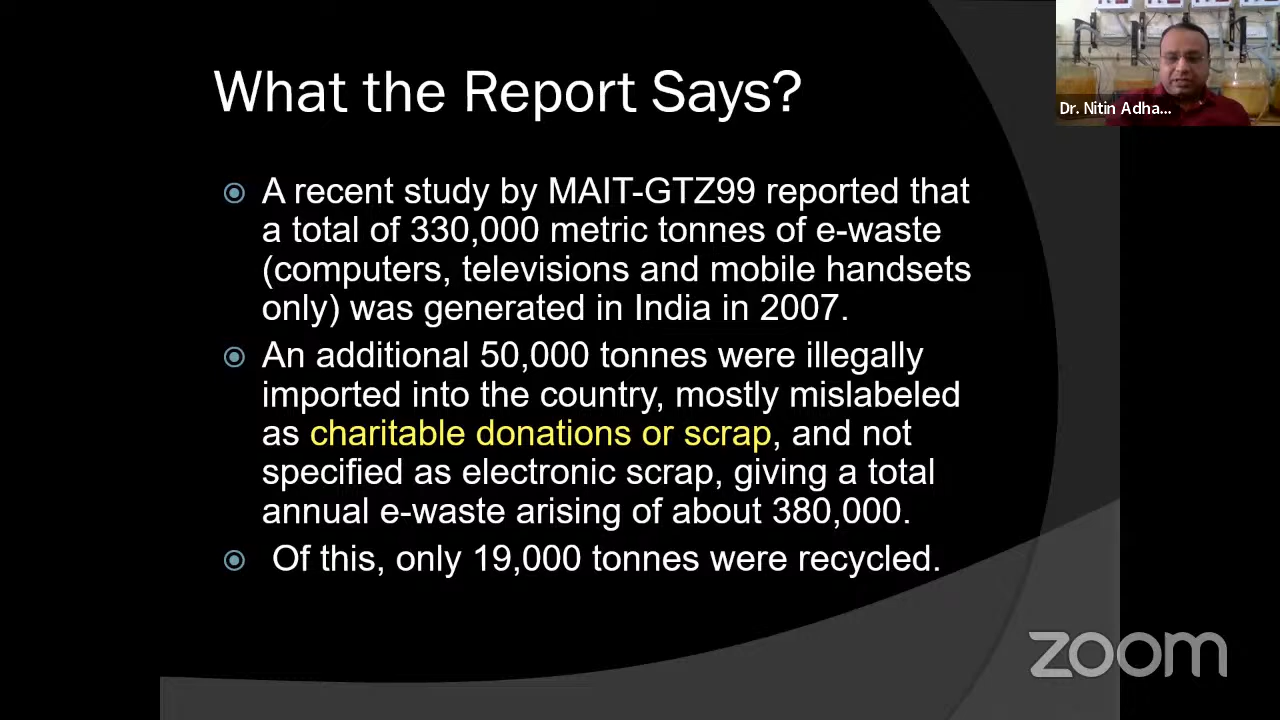 What the Report Says?
Dr. Nitin Adha...
A recent study by MAIT-GTZ99 reported that
a total of 330,000 metric tonnes of e-waste
(computers, televisions and mobile handsets
only) was generated in India in 2007.
An additional 50,000 tonnes were illegally
imported into the country, mostly mislabeled
as charitable donations or scrap, and not
specified as electronic scrap, giving a total
annual e-waste arising of about 380,000.
Of this, only 19,000 tonnes were recycled.
zoom